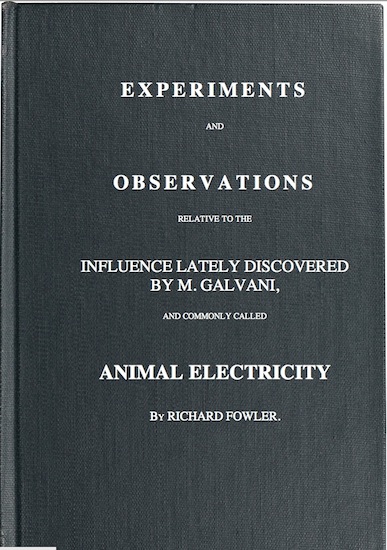 EXPERIMENTS
AND
OBSERVATIONS
RELATIVE TO THE
INFLUENCE LATELY DISCOVERED
BY M. GALVANI,
AND COMMONLY CALLED
ANIMAL ELECTRICITY
By RICHARD FOWLER.